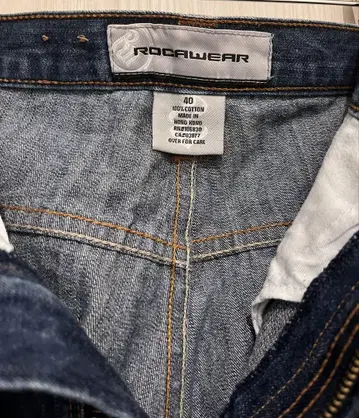 ROCAWEAR
40
100% COTTON
MADE IN
HONG KONG
OVER FOR CARE